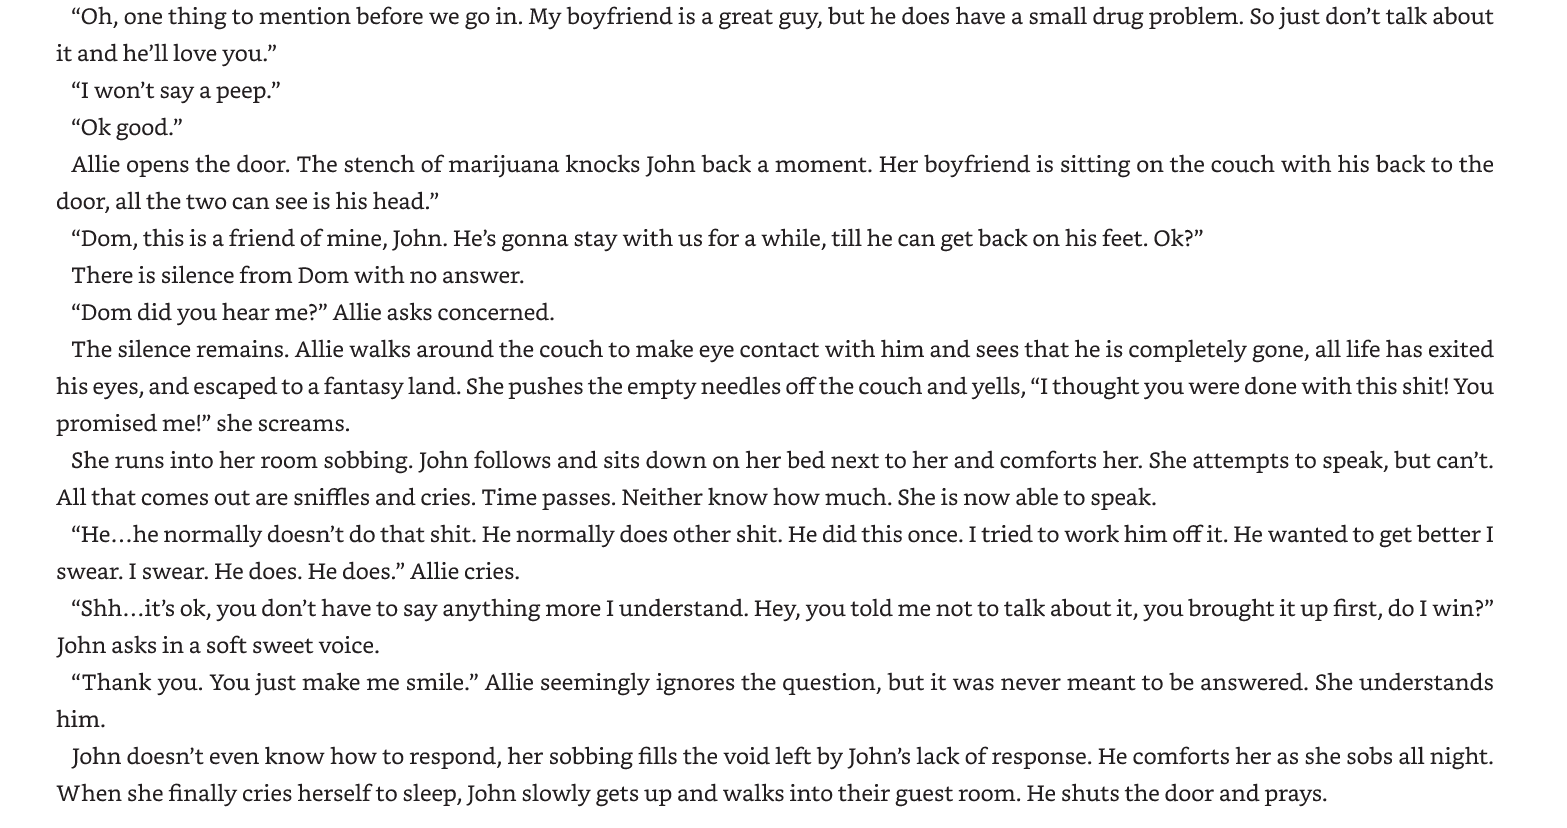 “Oh, one thing to mention before we go in. My boyfriend is a great guy, but he does have a small drug problem. So just don’t talk about
it and he’ll love you.”
“I won’t say a peep.”
“Ok good.”
Allie opens the door. The stench of marijuana knocks John back a moment. Her boyfriend is sitting on the couch with his back to the
door, all the two can see is his head.”
“Dom, this is a friend of mine, John. He’s gonna stay with us for a while, till he can get back on his feet. Ok?”
There is silence from Dom with no answer.
“Dom did you hear me?” Allie asks concerned.
The silence remains. Allie walks around the couch to make eye contact with him and sees that he is completely gone, all life has exited
his eyes, and escaped to a fantasy land. She pushes the empty needles off the couch and yells, “I thought you were done with this shit! You
promised me!” she screams.
She runs into her room sobbing. John follows and sits down on her bed next to her and comforts her. She attempts to speak, but can’t.
All that comes out are sniffles and cries. Time passes. Neither know how much. She is now able to speak.
“He…he normally doesn’t do that shit. He normally does other shit. He did this once. I tried to work him off it. He wanted to get better I
swear. I swear. He does. He does.” Allie cries.
“Shh…it’s ok, you don’t have to say anything more I understand. Hey, you told me not to talk about it, you brought it up first, do I win?”
John asks in a soft sweet voice.
“Thank you. You just make me smile.” Allie seemingly ignores the question, but it was never meant to be answered. She understands
him.
John doesn’t even know how to respond, her sobbing fills the void left by John’s lack of response. He comforts her as she sobs all night.
When she finally cries herself to sleep, John slowly gets up and walks into their guest room. He shuts the door and prays.